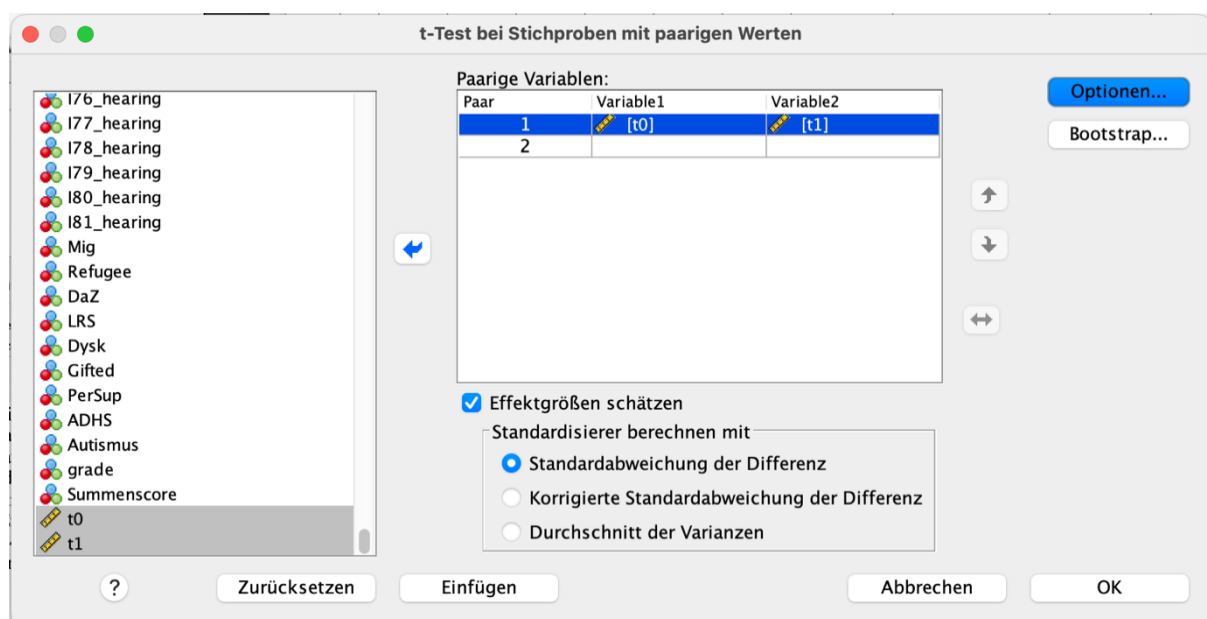 t-Test bei Stichproben mit paarigen Werten
I76_hearing
I77_hearing
I78_hearing
I79_hearing
I80_hearing
I81_hearing
Mig
Refugee
DaZ
LRS
Dysk
Gifted
PerSup
ADHS
Autismus
grade
Summenscore
t0
t1
Paarige Variablen:
Paar Variable1 Variable2
1 [t0] [t1]
2
Optionen...
Bootstrap...
Effektgrößen schätzen
Standardisierer berechnen mit
Standardabweichung der Differenz
Korrigierte Standardabweichung der Differenz
Durchschnitt der Varianzen
? Zurücksetzen Einfügen Abbrechen OK